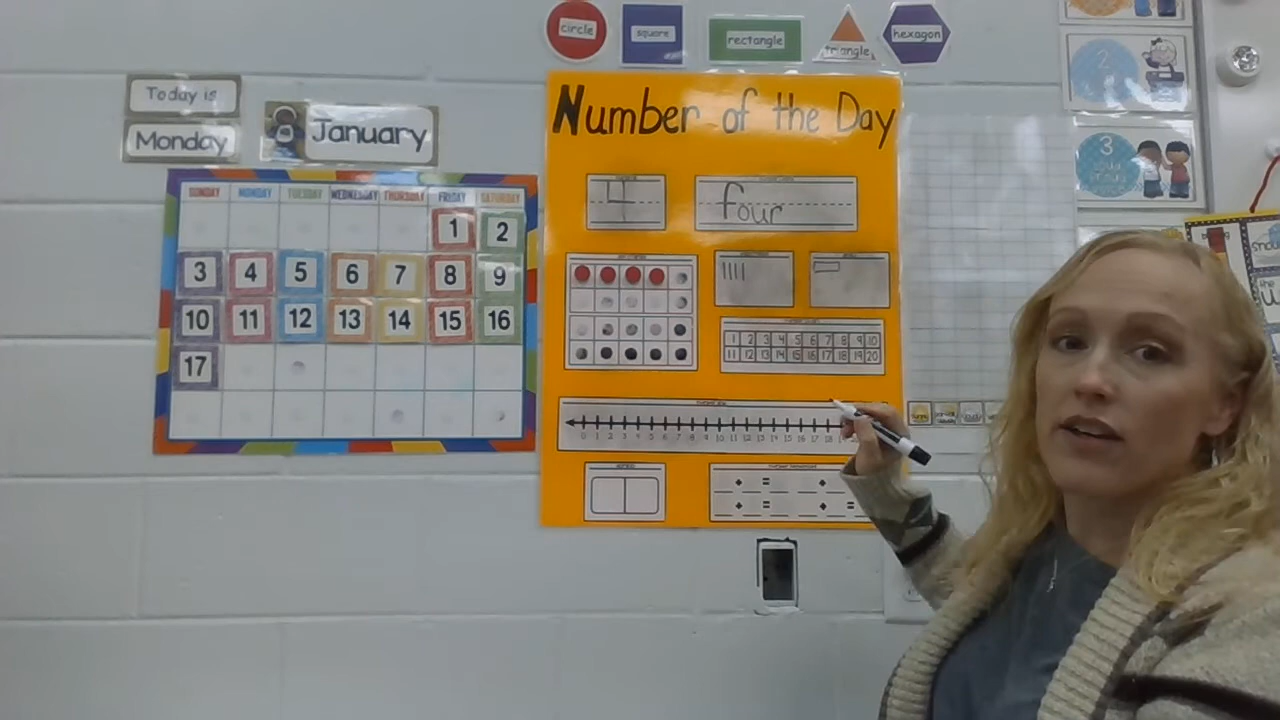 circle
square
rectangle
triangle
hexagon
Today is
Monday
January
SUNDAY MONDAY TUESDAY WEDNESDAY THURSDAY FRIDAY SATURDAY
1 2
3 4 5 6 7 8 9
10 11 12 13 14 15 16
17
Number of the Day
4
four
1 2 3 4 5 6 7 8 9 10
11 12 13 14 15 16 17 18 19 20
0 1 2 3 4 5 6 7 8 9 10 11 12 13 14 15 16 17 18
+ = + 
+ = + =
2
3